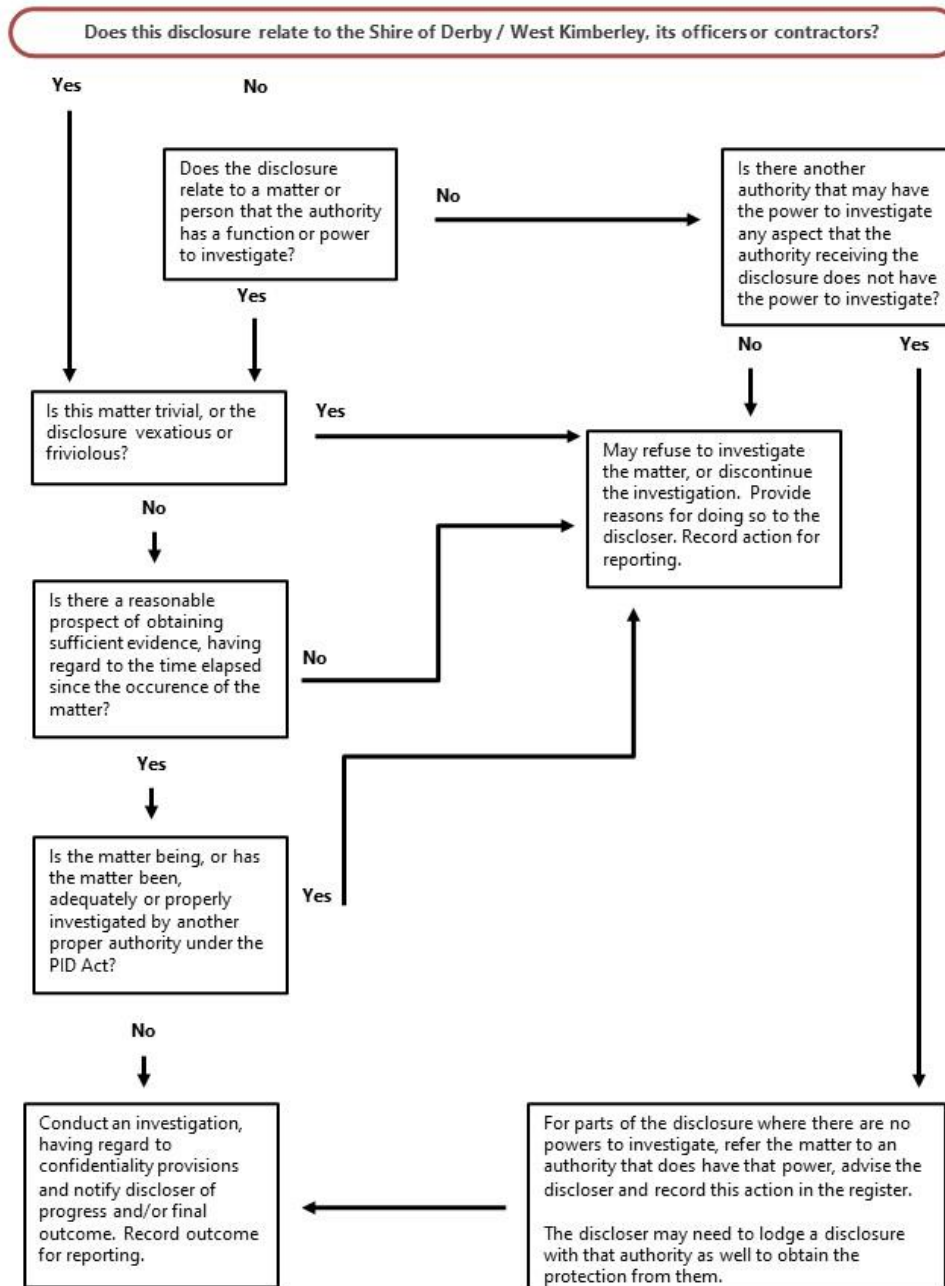 Does this disclosure relate to the Shire of Derby / West Kimberley, its officers or contractors?
Yes
No
Does the disclosure
relate to a matter or
person that the authority
has a function or power
to investigate?
No
Is there another
authority that may have
the power to investigate
any aspect that the
authority receiving the
disclosure does not have
the power to investigate?
Yes
No
Yes
Is this matter trivial, or the
disclosure vexatious or
friviolous?
Yes
May refuse to investigate
the matter, or discontinue
the investigation. Provide
reasons for doing so to the
discloser. Record action for
reporting.
No
Is there a reasonable
prospect of obtaining
sufficient evidence, having
regard to the time elapsed
since the occurence of the
matter?
No
Yes
Is the matter being, or has
the matter been,
adequately or properly
investigated by another
proper authority under the
PID Act?
Yes
No
Conduct an investigation,
having regard to
confidentiality provisions
and notify discloser of
progress and/or final
outcome. Record outcome
for reporting.
For parts of the disclosure where there are no
powers to investigate, refer the matter to an
authority that does have that power, advise the
discloser and record this action in the register.
The discloser may need to lodge a disclosure
with that authority as well to obtain the
protection from them.